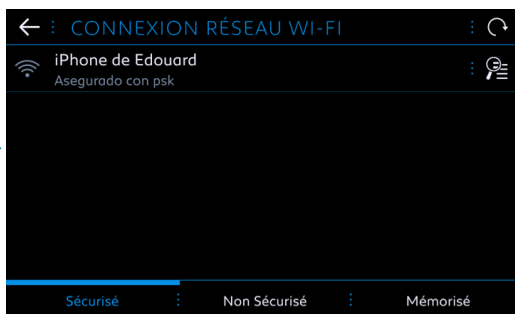 CONNEXION RÉSEAU WI-FI
iPhone de Edouard
Asegurado con psk
Sécurisé Non Sécurisé Mémorisé